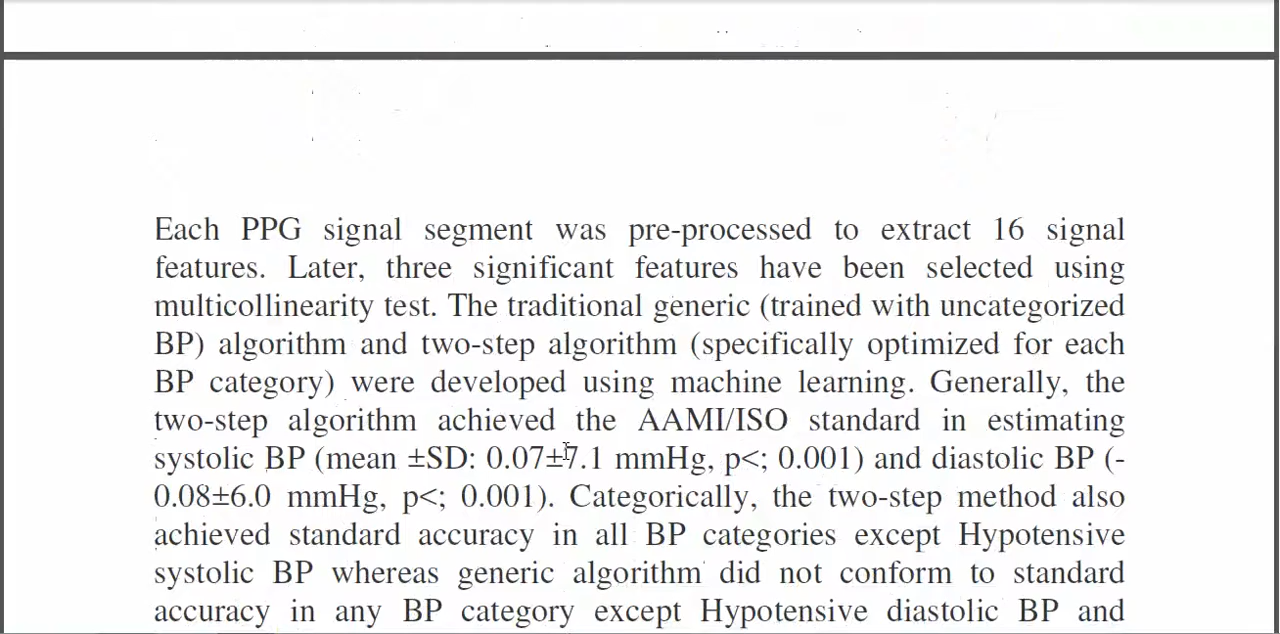 Each PPG signal segment was pre-processed to extract 16 signal
features. Later, three significant features have been selected using
multicollinearity test. The traditional generic (trained with uncategorized
BP) algorithm and two-step algorithm (specifically optimized for each
BP category) were developed using machine learning. Generally, the
two-step algorithm achieved the AAMI/ISO standard in estimating
systolic BP (mean ±SD: 0.07±7.1 mmHg, p<; 0.001) and diastolic BP (-
0.08±6.0 mmHg, p<; 0.001). Categorically, the two-step method also
achieved standard accuracy in all BP categories except Hypotensive
systolic BP whereas generic algorithm did not conform to standard
accuracy in any BP category except Hypotensive diastolic BP and